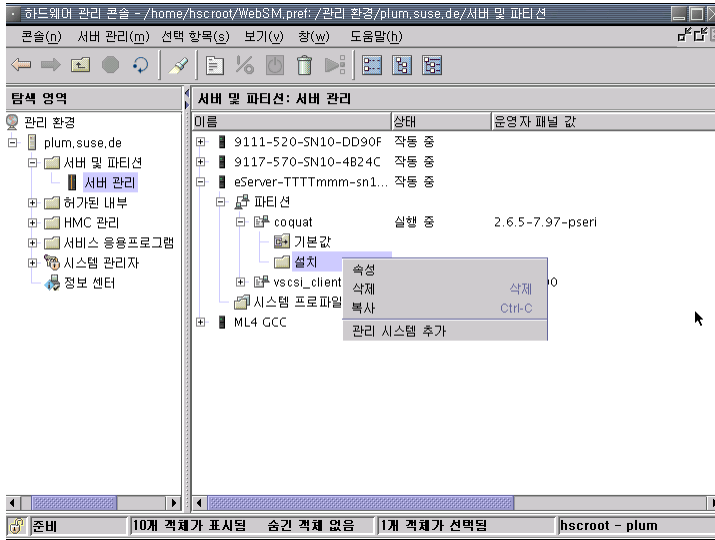 하드웨어 관리 콘솔 - /home/hscroot/WebSM.pref: /관리 환경/plum.suse.de/서버 및 파티션
콘솔(n) 서버 관리(m) 선택 항목(s) 보기(v) 창(w) 도움말(h)
탐색 영역
서버 및 파티션: 서버 관리
관리 환경
plum.suse.de
서버 및 파티션
서버 관리
허가된 내부
HMC 관리
서비스 응용프로그램
시스템 관리자
정보 센터
이름 상태 운영자 패널 값
9111-520-SN10-DD90F 작동 중
9117-570-SN10-4B24C 작동 중
eServer-TTTTmmm-sn1... 작동 중
파티션
coquat 실행 중 2.6.5-7.97-pseri
기본값
설치
vscsi_client
시스템 프로파일
ML4 GCC
속성
삭제 삭제
복사 Ctrl-C
관리 시스템 추가
준비 10개 객체가 표시됨 숨긴 객체 없음 1개 객체가 선택됨 hscroot - plum